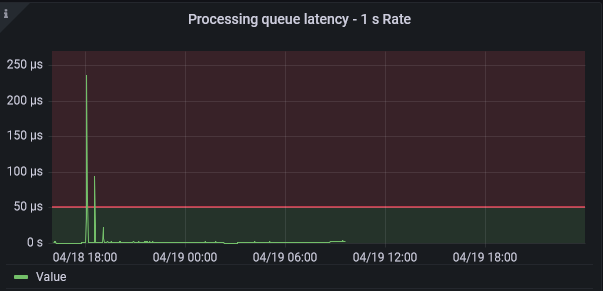 i
Processing queue latency - 1 s Rate
250 µs
200 µs
150 µs
100 µs
50 µs
0 s
04/18 18:00 04/19 00:00 04/19 06:00 04/19 12:00 04/19 18:00
Value